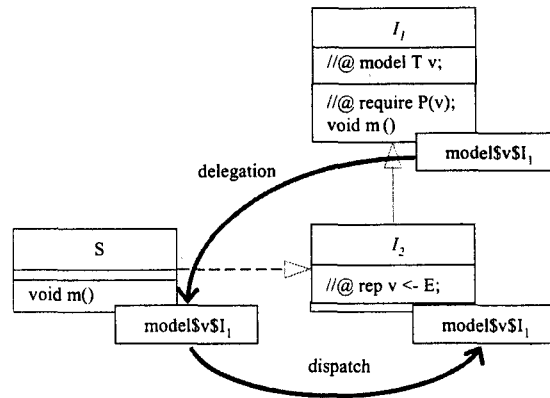 I1
//@ model T v;
//@ require P(v);
void m()
model$v$I1
delegation
S
void m()
model$v$I1
I2
//@ rep v <- E;
model$v$I1
dispatch